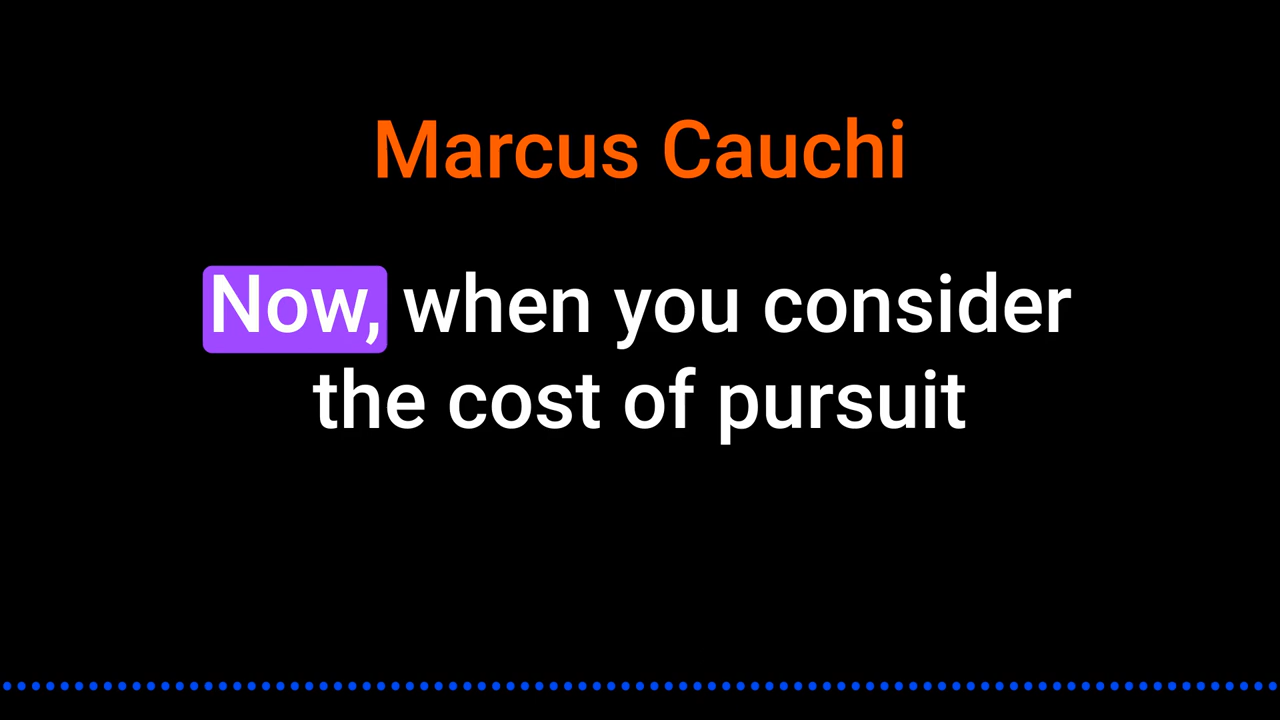 Marcus Cauchi
Now, when you consider
the cost of pursuit